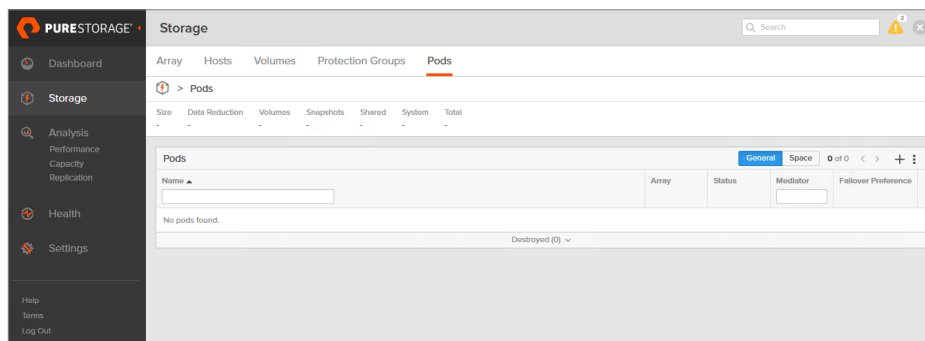 PURESTORAGE®
Storage
Search
2
Dashboard
Array Hosts Volumes Protection Groups Pods
Storage
> Pods
Size Data Reduction Volumes Snapshots Shared System Total
- - - - - - -
Analysis
Performance
Capacity
Replication
Pods
General Space 0 of 0 < > +
Name Array Status Mediator Failover Preference
No pods found.
Destroyed (0)
Health
Settings
Help
Terms
Log Out